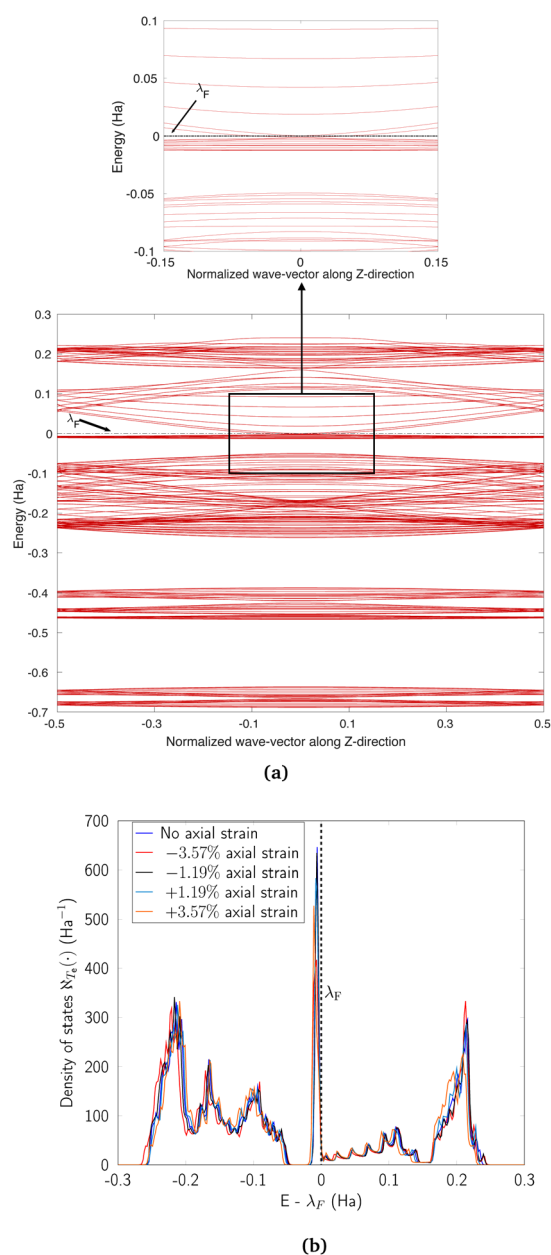 0.1
0.05
0
-0.05
-0.1
Energy (Ha)
λF
-0.15 0 0.15
Normalized wave-vector along Z-direction
0.3
0.2
0.1
0
-0.1
-0.2
-0.3
-0.4
-0.5
-0.6
-0.7
Energy (Ha)
λF
-0.5 -0.3 -0.1 0.1 0.3 0.5
Normalized wave-vector along Z-direction
(a)
700
600
500
400
300
200
100
0
Density of states ℵTe(·) (Ha−1)
No axial strain
−3.57% axial strain
−1.19% axial strain
+1.19% axial strain
+3.57% axial strain
λF
-0.3 -0.2 -0.1 0 0.1 0.2 0.3
E - λF (Ha)
(b)